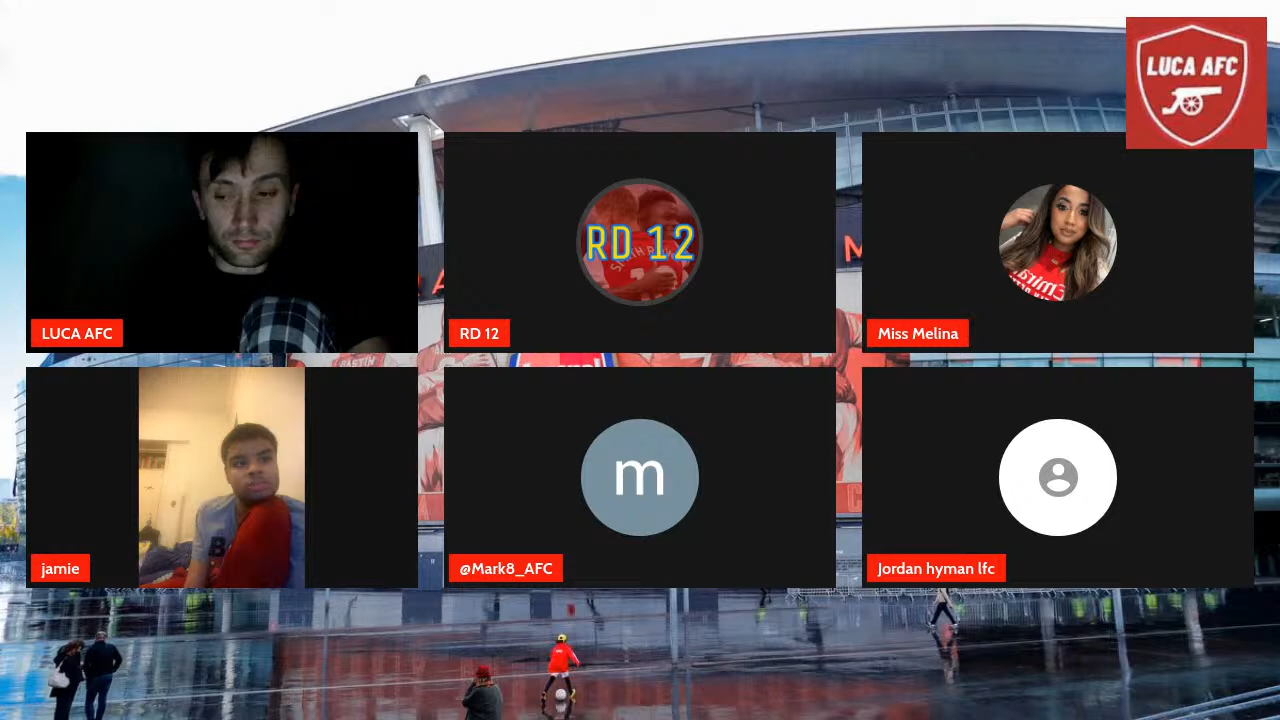 LUCA AFC
LUCA AFC
RD 12
RD 12
Miss Melina
jamie
m
@Mark8_AFC
Jordan hyman lfc